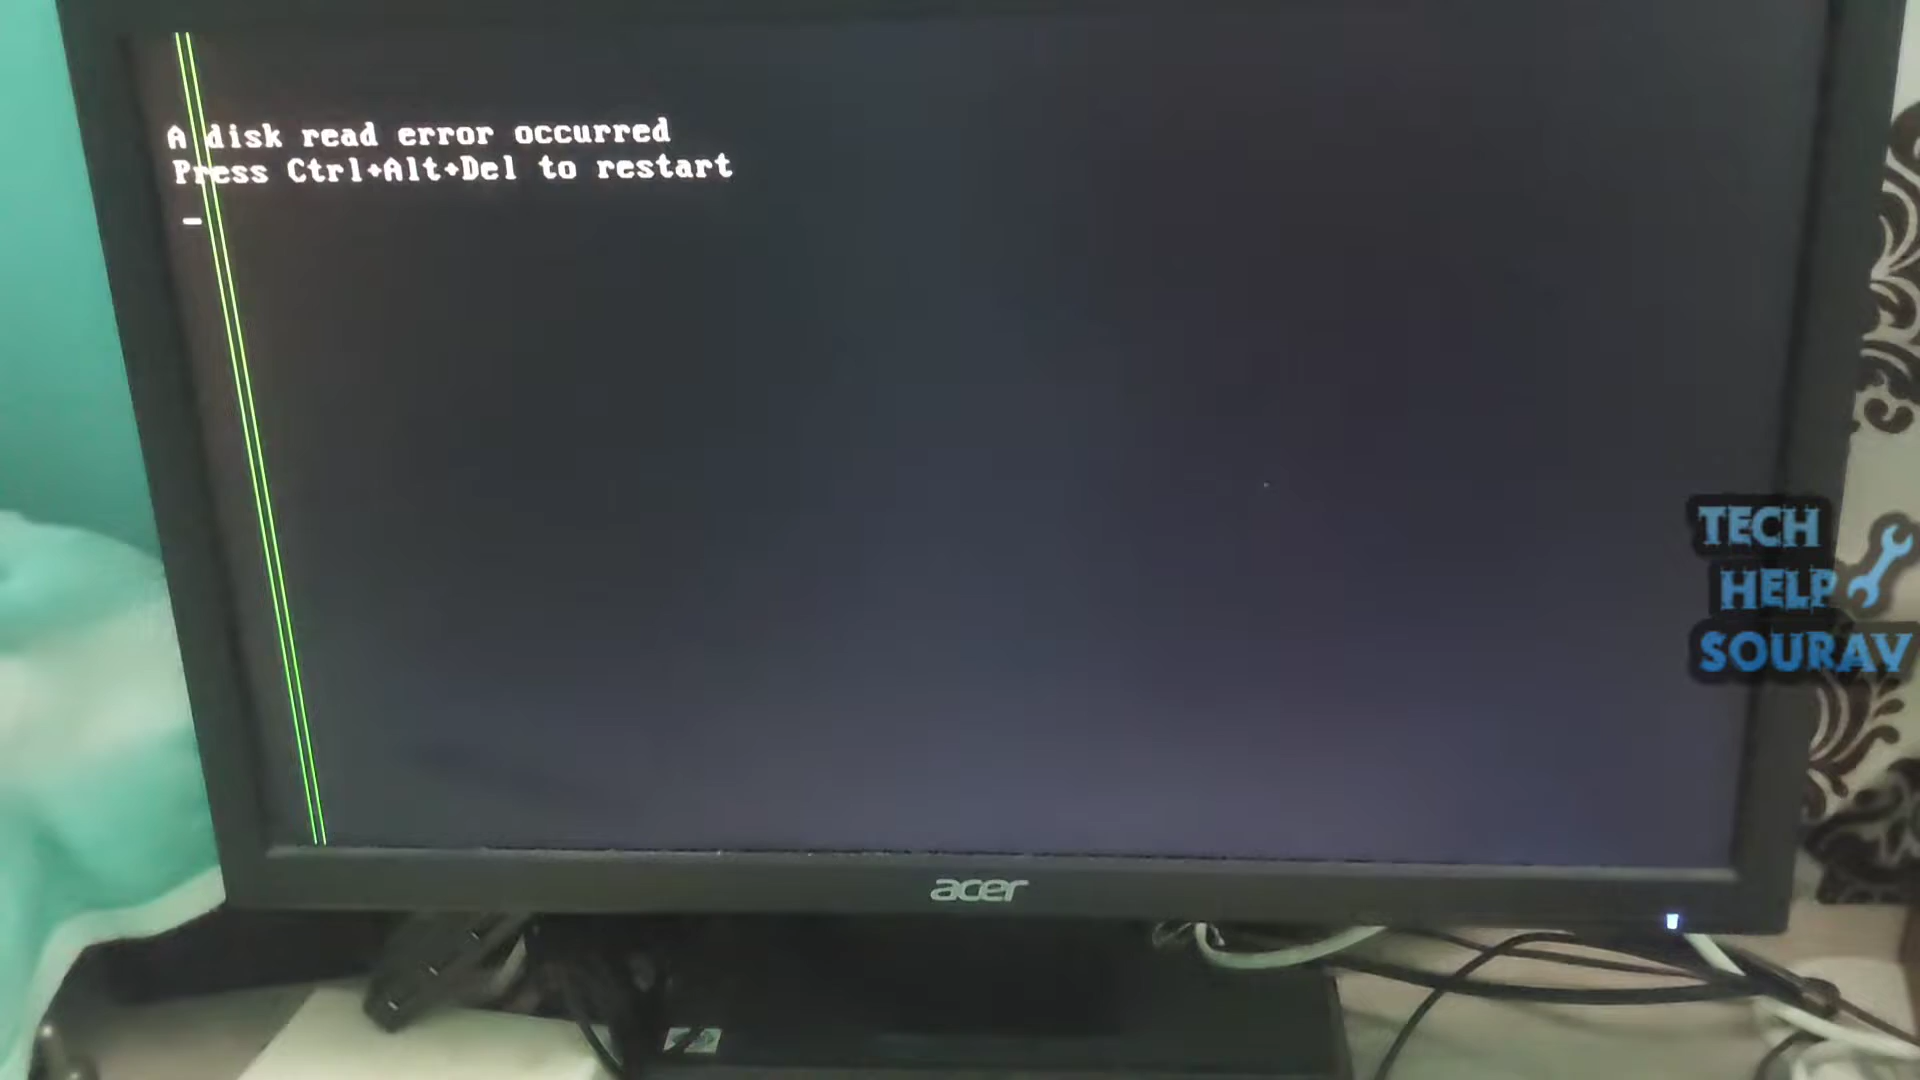 A disk read error occurred
Press Ctrl+Alt+Del to restart
_
TECH
HELP
SOURAV
acer